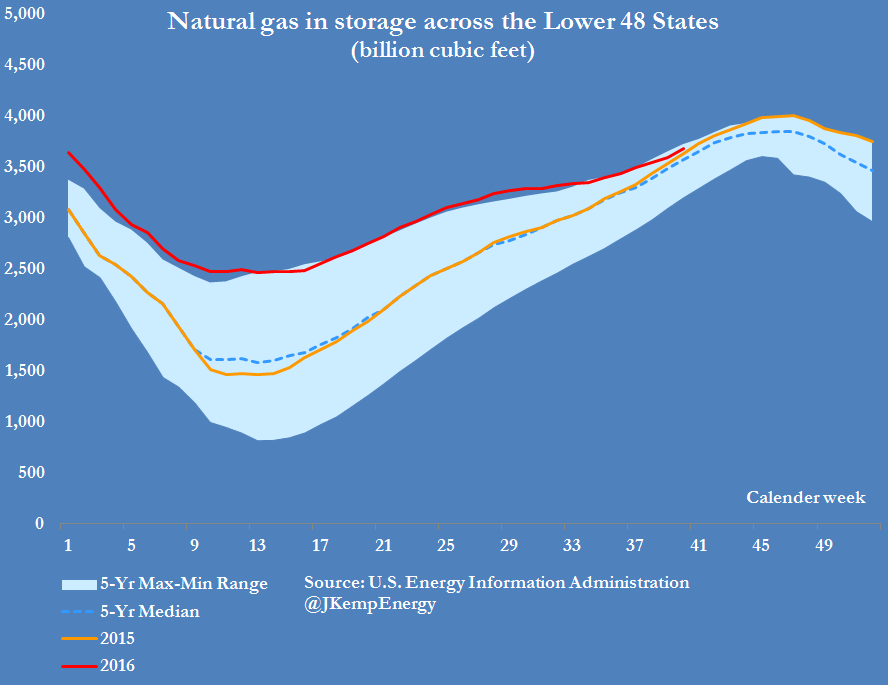 Natural gas in storage across the Lower 48 States
(billion cubic feet)
5,000
4,500
4,000
3,500
3,000
2,500
2,000
1,500
1,000
500
0
Calender week
1 5 9 13 17 21 25 29 33 37 41 45 49
5-Yr Max-Min Range
5-Yr Median
2015
2016
Source: U.S. Energy Information Administration
@JKempEnergy